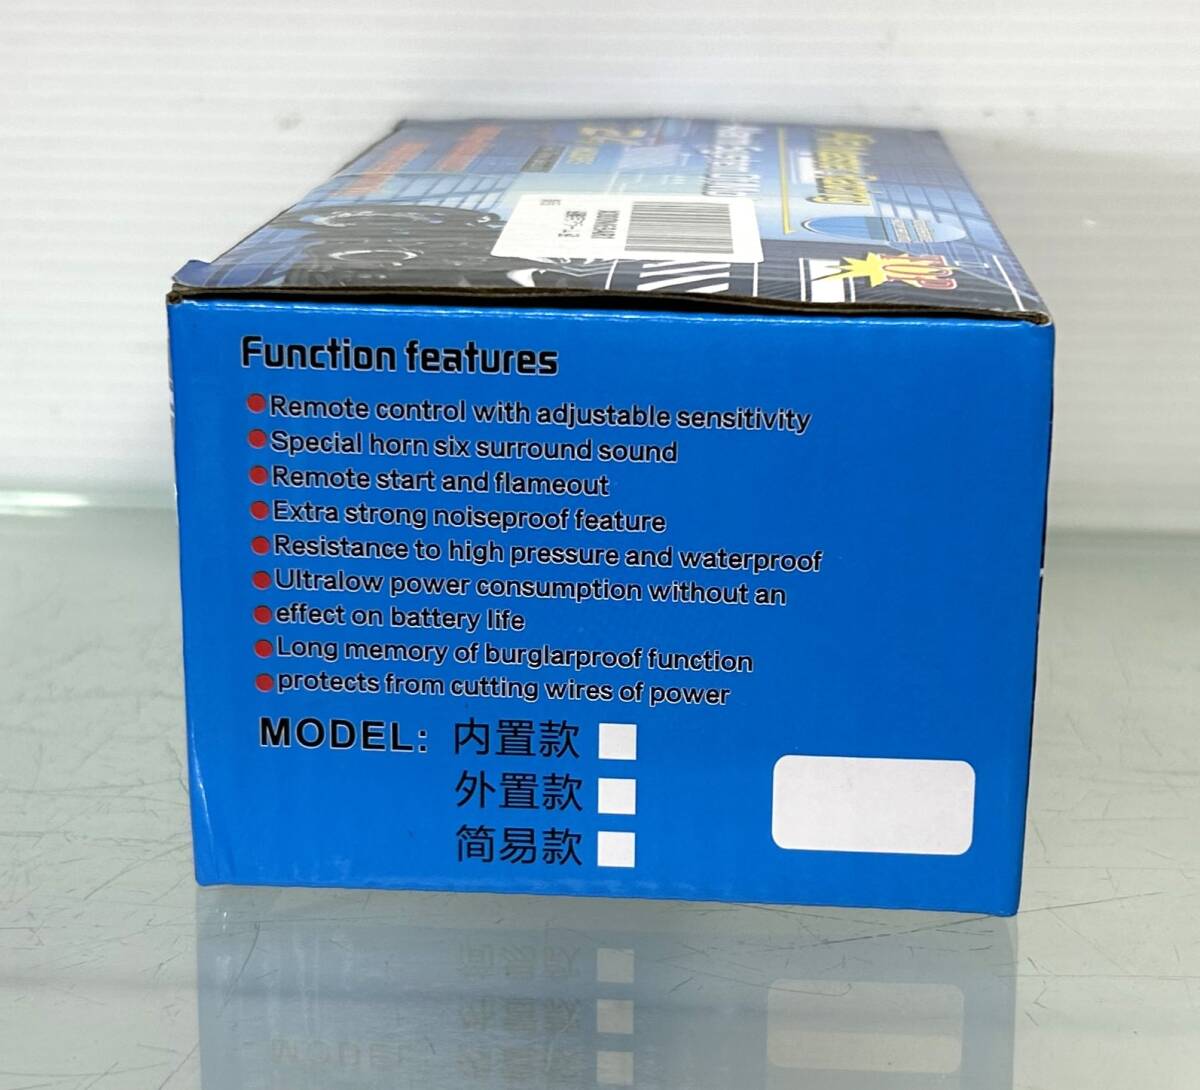 TOP
Function features
Remote control with adjustable sensitivity
Special horn six surround sound
Remote start and flameout
Extra strong noiseproof feature
Resistance to high pressure and waterproof
Ultralow power consumption without an
effect on battery life
Long memory of burglarproof function
protects from cutting wires of power
MODEL: 内置款
外置款
简易款